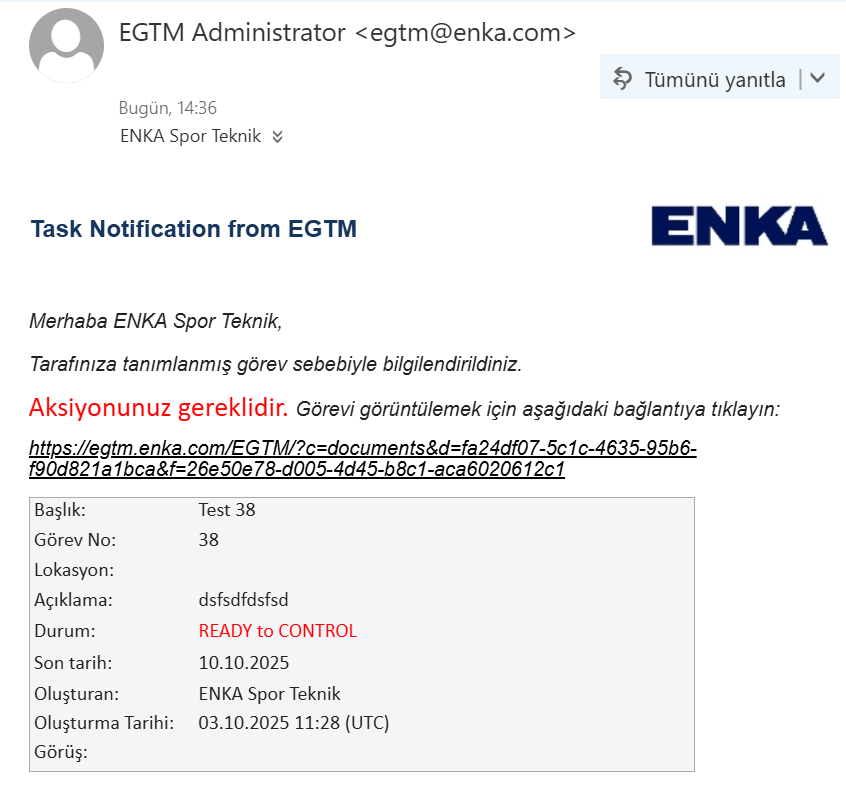 EGTM Administrator <egtm@enka.com>
Tümünü yanıtla
Bugün, 14:36
ENKA Spor Teknik
Task Notification from EGTM
ENKA
Merhaba ENKA Spor Teknik,
Tarafınıza tanımlanmış görev sebebiyle bilgilendirildiniz.
Aksiyonunuz gereklidir. Görevi görüntülemek için aşağıdaki bağlantıya tıklayın:
https://egtm.enka.com/EGTM/?c=documents&d=fa24df07-5c1c-4635-95b6-
f90d821a1bca&f=26e50e78-d005-4d45-b8c1-aca6020612c1
Başlık: Test 38
Görev No: 38
Lokasyon:
Açıklama: dsfsdfdsfsd
Durum: READY to CONTROL
Son tarih: 10.10.2025
Oluşturan: ENKA Spor Teknik
Oluşturma Tarihi: 03.10.2025 11:28 (UTC)
Görüş: